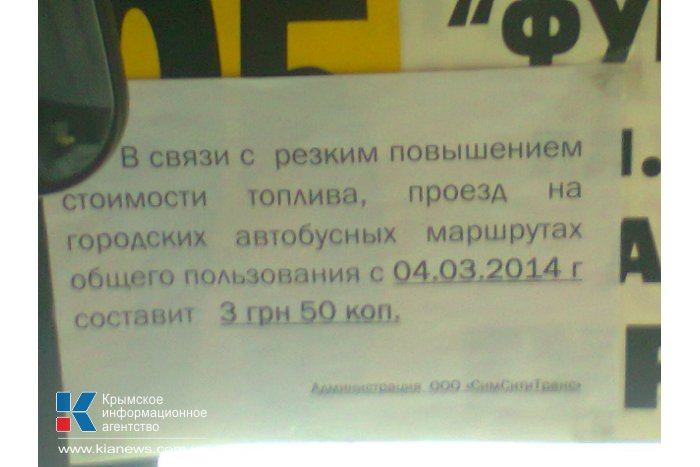 "ФУ
В связи с резким повышением
стоимости топлива, проезд на
городских автобусных маршрутах
общего пользования с 04.03.2014 г
составит 3 грн 50 коп.
Администрация ООО «СимСитиТранс»
Крымское
информационное
агентство
www.kianews.com